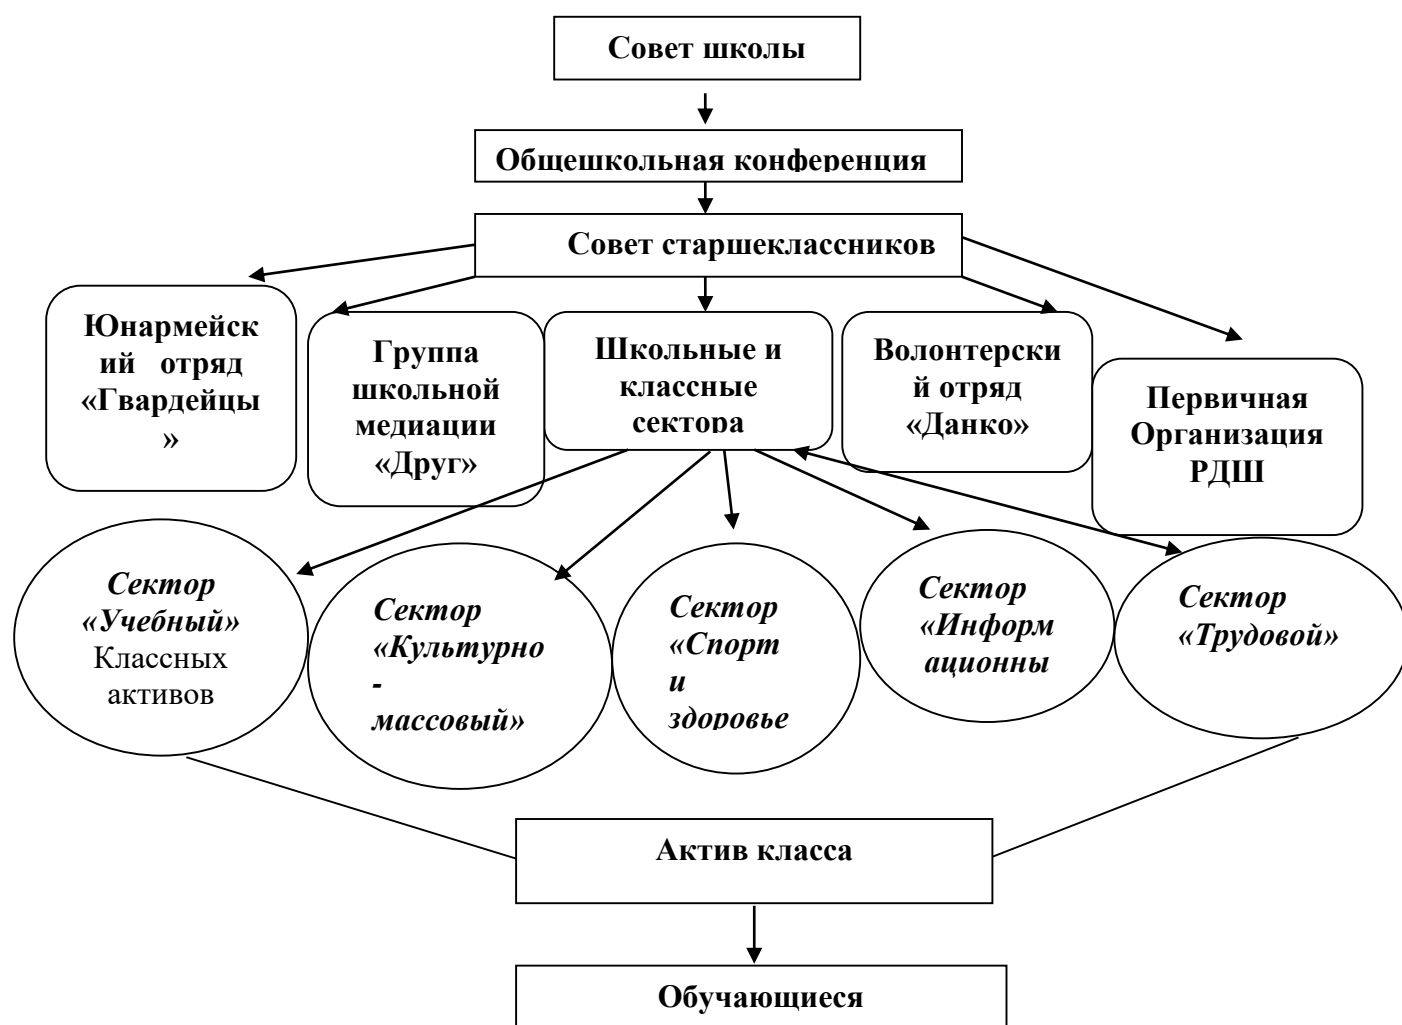 Совет школы
Общешкольная конференция
Совет старшеклассников
Юнармейск
ий отряд
«Гвардейцы
»
Группа
школьной
медиации
«Друг»
Школьные и
классные
сектора
Волонтерски
й отряд
«Данко»
Первичная
Организация
РДШ
Сектор
«Учебный»
Классных
активов
Сектор
«Культурно
-
массовый»
Сектор
«Спорт
и
здоровье
Сектор
«Информ
ационны
Сектор
«Трудовой»
Актив класса
Обучающиеся